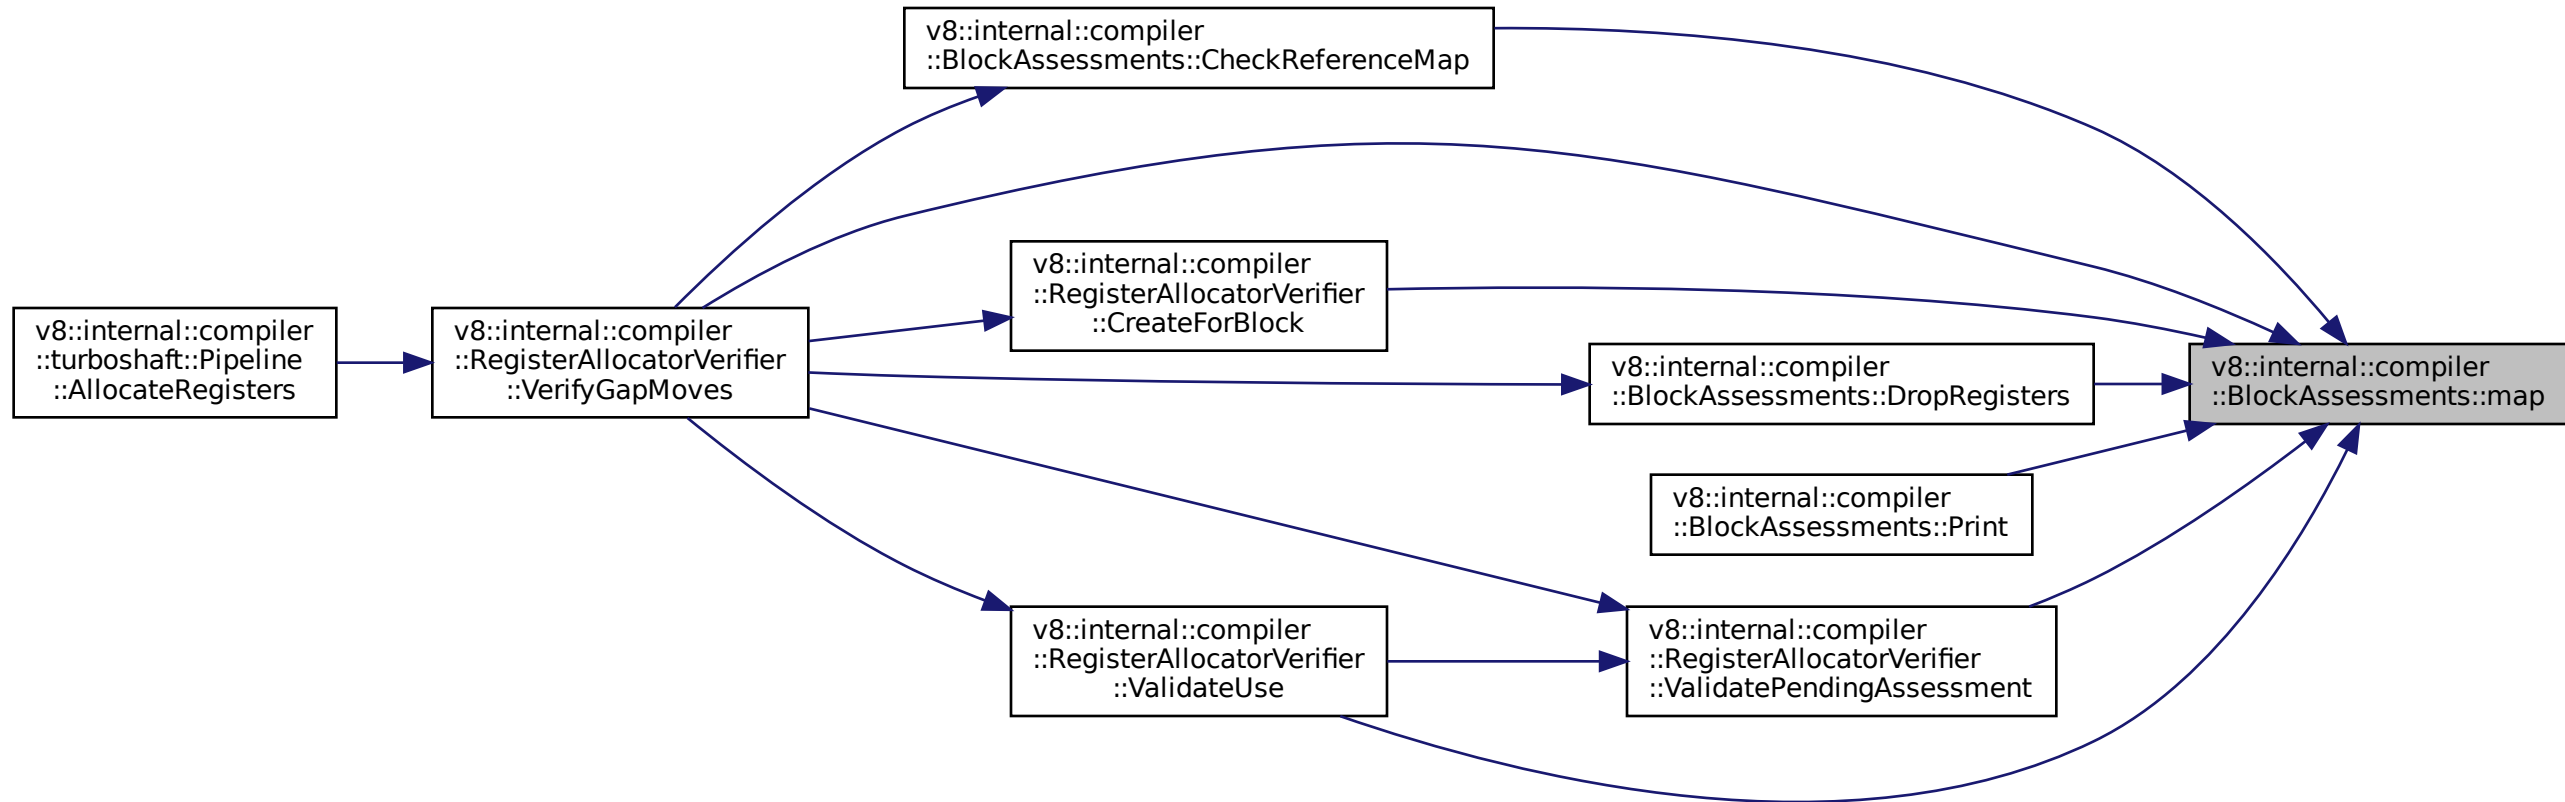 v8::internal::compiler
::BlockAssessments::CheckReferenceMap
v8::internal::compiler
::RegisterAllocatorVerifier
::CreateForBlock
v8::internal::compiler
::turboshaft::Pipeline
::AllocateRegisters
v8::internal::compiler
::RegisterAllocatorVerifier
::VerifyGapMoves
v8::internal::compiler
::BlockAssessments::DropRegisters
v8::internal::compiler
::BlockAssessments::map
v8::internal::compiler
::BlockAssessments::Print
v8::internal::compiler
::RegisterAllocatorVerifier
::ValidateUse
v8::internal::compiler
::RegisterAllocatorVerifier
::ValidatePendingAssessment